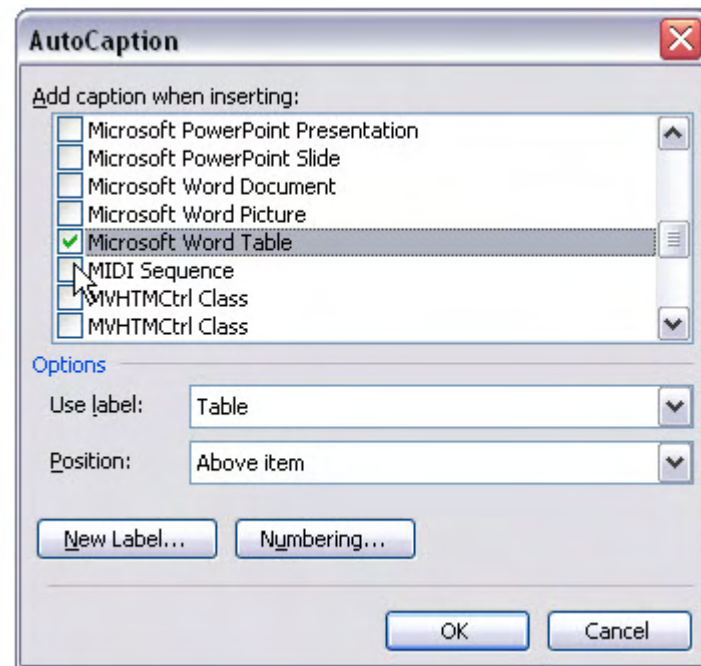 AutoCaption
Add caption when inserting:
Microsoft PowerPoint Presentation
Microsoft PowerPoint Slide
Microsoft Word Document
Microsoft Word Picture
Microsoft Word Table
MIDI Sequence
MVHTMCtrl Class
MVHTMCtrl Class
Options
Use label: Table
Position: Above item
New Label... Numbering...
OK Cancel